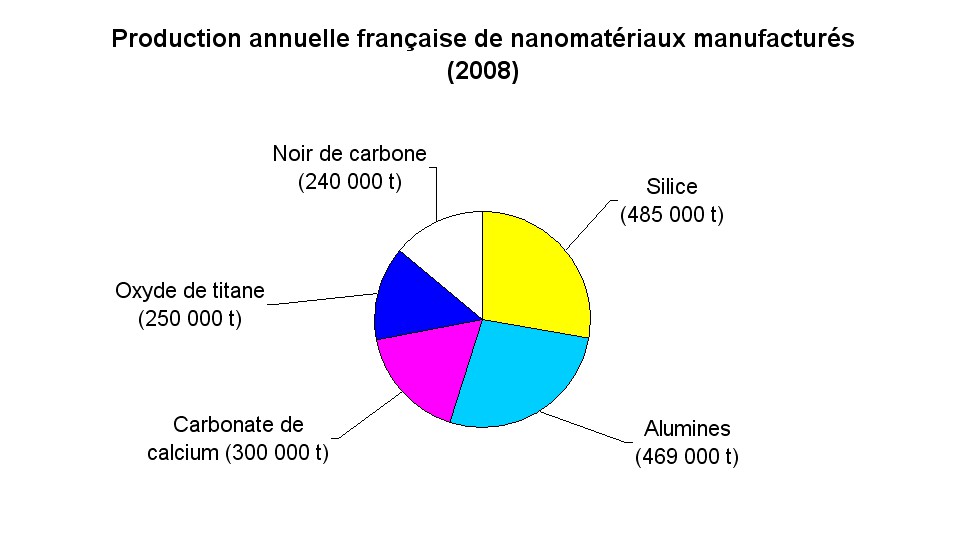 Production annuelle française de nanomatériaux manufacturés
(2008)
Noir de carbone
(240 000 t)
Silice
(485 000 t)
Oxyde de titane
(250 000 t)
Carbonate de
calcium (300 000 t)
Alumines
(469 000 t)